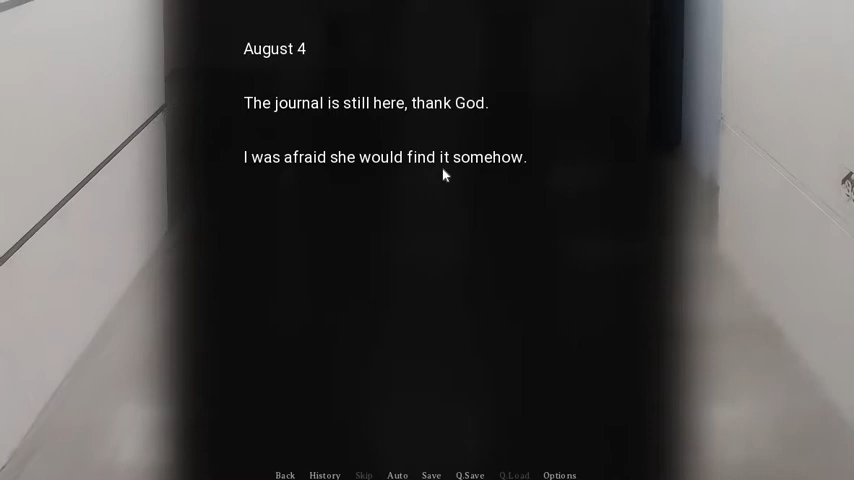 August 4
The journal is still here, thank God.
I was afraid she would find it somehow.
Back History Skip Auto Save Q.Save Q.Load Options